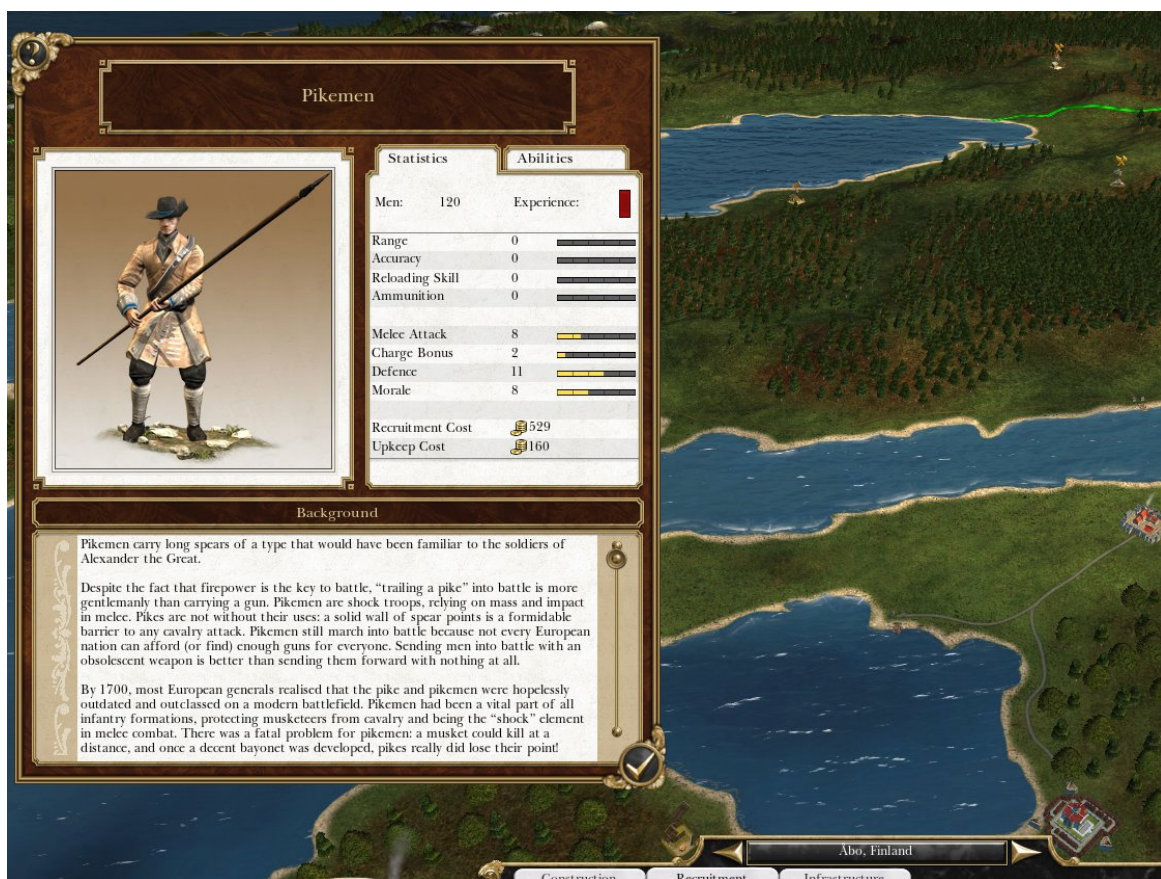 Pikemen
Statistics
Abilities
Men: 120 Experience:
Range 0
Accuracy 0
Reloading Skill 0
Ammunition 0
Melee Attack 8
Charge Bonus 2
Defence 11
Morale 8
Recruitment Cost 529
Upkeep Cost 160
Background
Pikemen carry long spears of a type that would have been familiar to the soldiers of
Alexander the Great.
Despite the fact that firepower is the key to battle, “trailing a pike” into battle is more
gentlemanly than carrying a gun. Pikemen are shock troops, relying on mass and impact
in melee. Pikes are not without their uses: a solid wall of spear points is a formidable
barrier to any cavalry attack. Pikemen still march into battle because not every European
nation can afford (or find) enough guns for everyone. Sending men into battle with an
obsolescent weapon is better than sending them forward with nothing at all.
By 1700, most European generals realised that the pike and pikemen were hopelessly
outdated and outclassed on a modern battlefield. Pikemen had been a vital part of all
infantry formations, protecting musketeers from cavalry and being the “shock” element
in melee combat. There was a fatal problem for pikemen: a musket could kill at a
distance, and once a decent bayonet was developed, pikes really did lose their point!
Åbo, Finland
Construction
Recruitment
Infrastructure